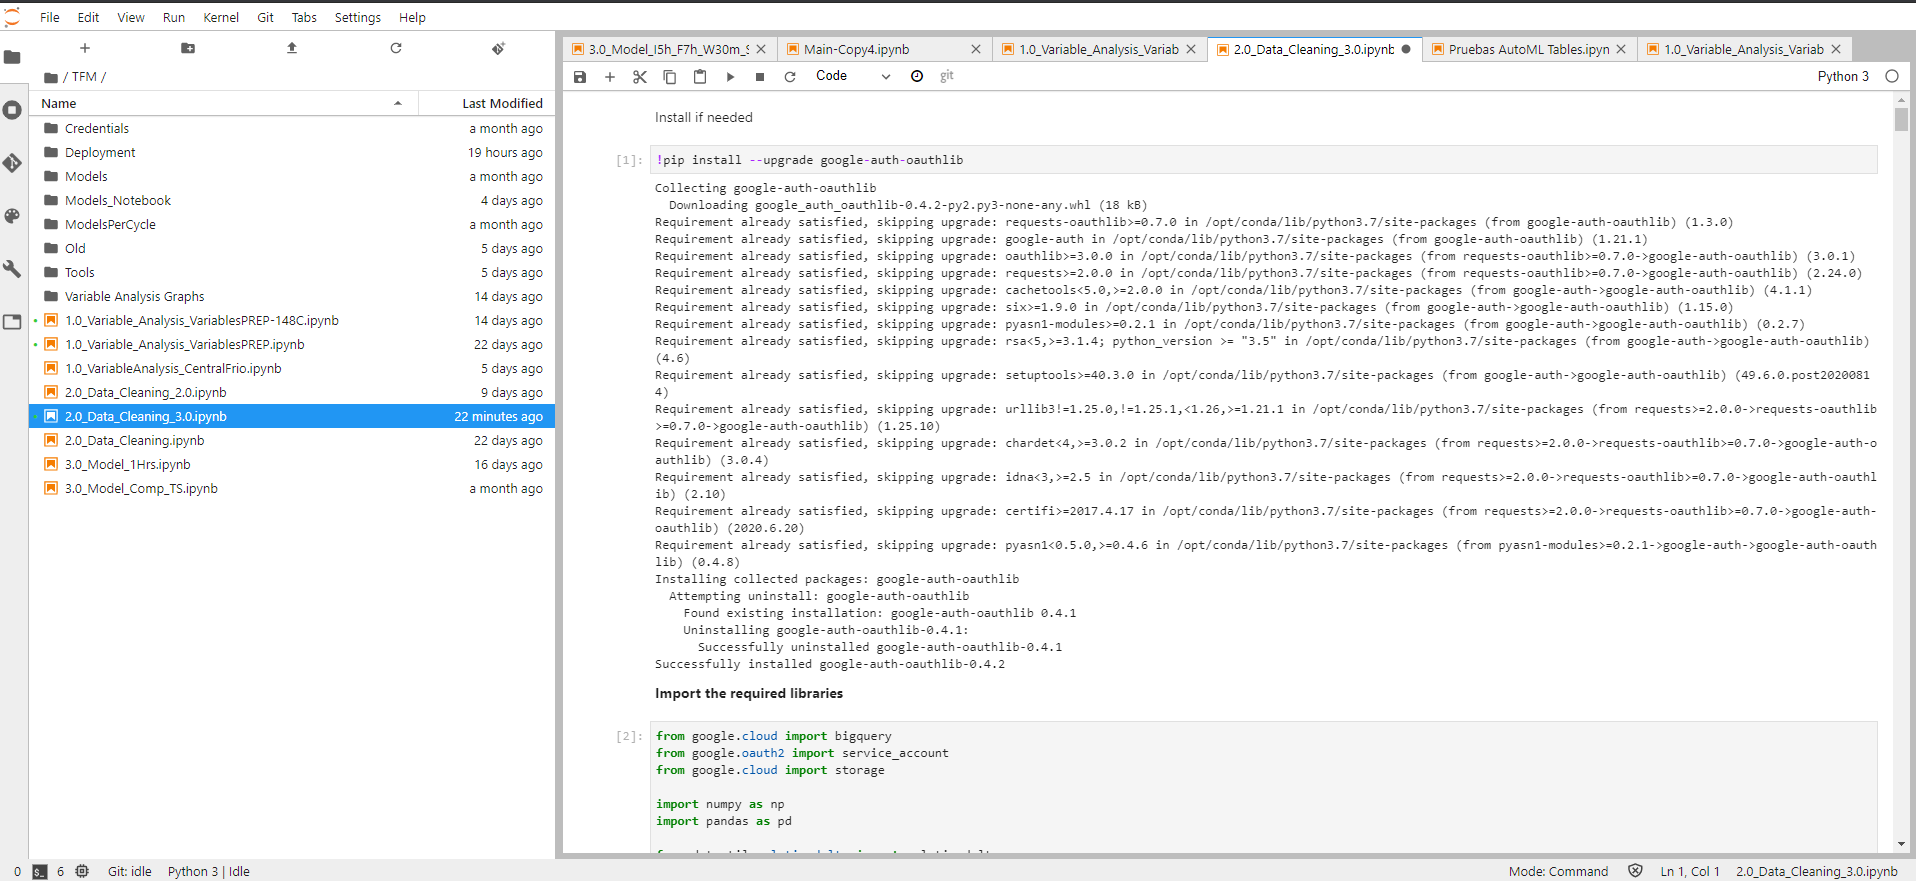 File Edit View Run Kernel Git Tabs Settings Help
/ TFM /
Name Last Modified
Credentials a month ago
Deployment 19 hours ago
Models a month ago
Models_Notebook 4 days ago
ModelsPerCycle a month ago
Old 5 days ago
Tools 5 days ago
Variable Analysis Graphs 14 days ago
1.0_Variable_Analysis_VariablesPREP-148C.ipynb 14 days ago
1.0_Variable_Analysis_VariablesPREP.ipynb 22 days ago
1.0_VariableAnalysis_CentralFrio.ipynb 5 days ago
2.0_Data_Cleaning_2.0.ipynb 9 days ago
2.0_Data_Cleaning_3.0.ipynb 22 minutes ago
2.0_Data_Cleaning.ipynb 22 days ago
3.0_Model_1Hrs.ipynb 16 days ago
3.0_Model_Comp_TS.ipynb a month ago
3.0_Model_I5h_F7h_W30m_S Main-Copy4.ipynb 1.0_Variable_Analysis_Variab 2.0_Data_Cleaning_3.0.ipynb Pruebas AutoML Tables.ipyn 1.0_Variable_Analysis_Variab
Code git Python 3
Install if needed
[1]: !pip install --upgrade google-auth-oauthlib
Collecting google-auth-oauthlib
Downloading google_auth_oauthlib-0.4.2-py2.py3-none-any.whl (18 kB)
Requirement already satisfied, skipping upgrade: requests-oauthlib>=0.7.0 in /opt/conda/lib/python3.7/site-packages (from google-auth-oauthlib) (1.3.0)
Requirement already satisfied, skipping upgrade: google-auth in /opt/conda/lib/python3.7/site-packages (from google-auth-oauthlib) (1.21.1)
Requirement already satisfied, skipping upgrade: oauthlib>=3.0.0 in /opt/conda/lib/python3.7/site-packages (from requests-oauthlib>=0.7.0->google-auth-oauthlib) (3.0.1)
Requirement already satisfied, skipping upgrade: requests>=2.0.0 in /opt/conda/lib/python3.7/site-packages (from requests-oauthlib>=0.7.0->google-auth-oauthlib) (2.24.0)
Requirement already satisfied, skipping upgrade: cachetools<5.0,>=2.0.0 in /opt/conda/lib/python3.7/site-packages (from google-auth->google-auth-oauthlib) (4.1.1)
Requirement already satisfied, skipping upgrade: six>=1.9.0 in /opt/conda/lib/python3.7/site-packages (from google-auth->google-auth-oauthlib) (1.15.0)
Requirement already satisfied, skipping upgrade: pyasn1-modules>=0.2.1 in /opt/conda/lib/python3.7/site-packages (from google-auth->google-auth-oauthlib) (0.2.7)
Requirement already satisfied, skipping upgrade: rsa<5,>=3.1.4; python_version >= "3.5" in /opt/conda/lib/python3.7/site-packages (from google-auth->google-auth-oauthlib)
(4.6)
Requirement already satisfied, skipping upgrade: setuptools>=40.3.0 in /opt/conda/lib/python3.7/site-packages (from google-auth->google-auth-oauthlib) (49.6.0.post2020081
4)
Requirement already satisfied, skipping upgrade: urllib3!=1.25.0,!=1.25.1,<1.26,>=1.21.1 in /opt/conda/lib/python3.7/site-packages (from requests>=2.0.0->requests-oauthlib
>=0.7.0->google-auth-oauthlib) (1.25.10)
Requirement already satisfied, skipping upgrade: chardet<4,>=3.0.2 in /opt/conda/lib/python3.7/site-packages (from requests>=2.0.0->requests-oauthlib>=0.7.0->google-auth-o
authlib) (3.0.4)
Requirement already satisfied, skipping upgrade: idna<3,>=2.5 in /opt/conda/lib/python3.7/site-packages (from requests>=2.0.0->requests-oauthlib>=0.7.0->google-auth-oauthl
ib) (2.10)
Requirement already satisfied, skipping upgrade: certifi>=2017.4.17 in /opt/conda/lib/python3.7/site-packages (from requests>=2.0.0->requests-oauthlib>=0.7.0->google-auth-
oauthlib) (2020.6.20)
Requirement already satisfied, skipping upgrade: pyasn1<0.5.0,>=0.4.6 in /opt/conda/lib/python3.7/site-packages (from pyasn1-modules>=0.2.1->google-auth->google-auth-oauth
lib) (0.4.8)
Installing collected packages: google-auth-oauthlib
Attempting uninstall: google-auth-oauthlib
Found existing installation: google-auth-oauthlib 0.4.1
Uninstalling google-auth-oauthlib-0.4.1:
Successfully uninstalled google-auth-oauthlib-0.4.1
Successfully installed google-auth-oauthlib-0.4.2
Import the required libraries
[2]: from google.cloud import bigquery
from google.oauth2 import service_account
from google.cloud import storage
import numpy as np
import pandas as pd
0 6 Git: idle Python 3 | Idle Mode: Command Ln 1, Col 1 2.0_Data_Cleaning_3.0.ipynb